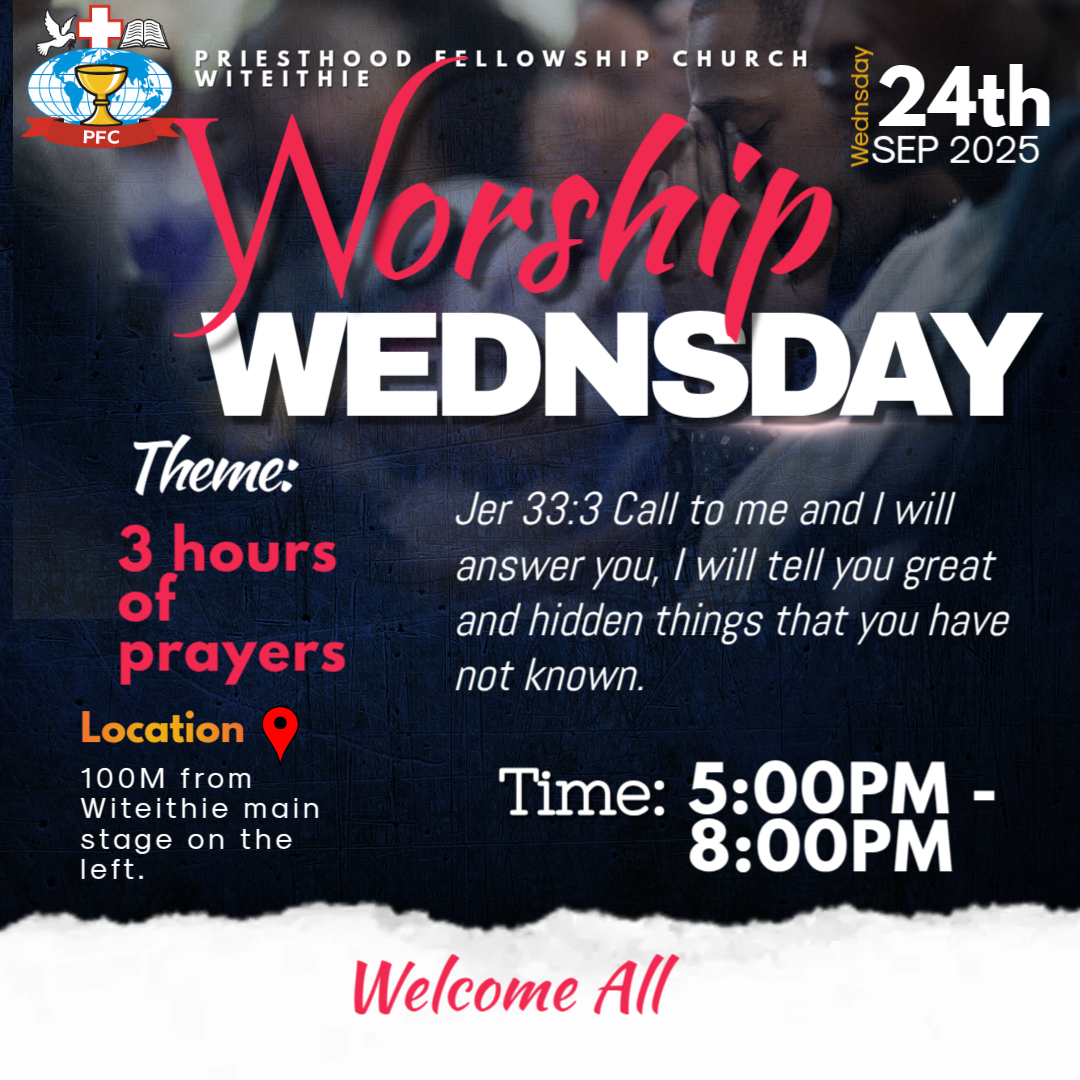 PRIESTHOOD FELLOWSHIP CHURCH
WITEITHIE
PFC
Wednsday
24th
SEP 2025
Worship
WEDNSDAY
Theme:
3 hours
of
prayers
Jer 33:3 Call to me and I will
answer you, I will tell you great
and hidden things that you have
not known.
Location
100M from
Witeithie main
stage on the
left.
Time: 5:00PM -
8:00PM
Welcome All